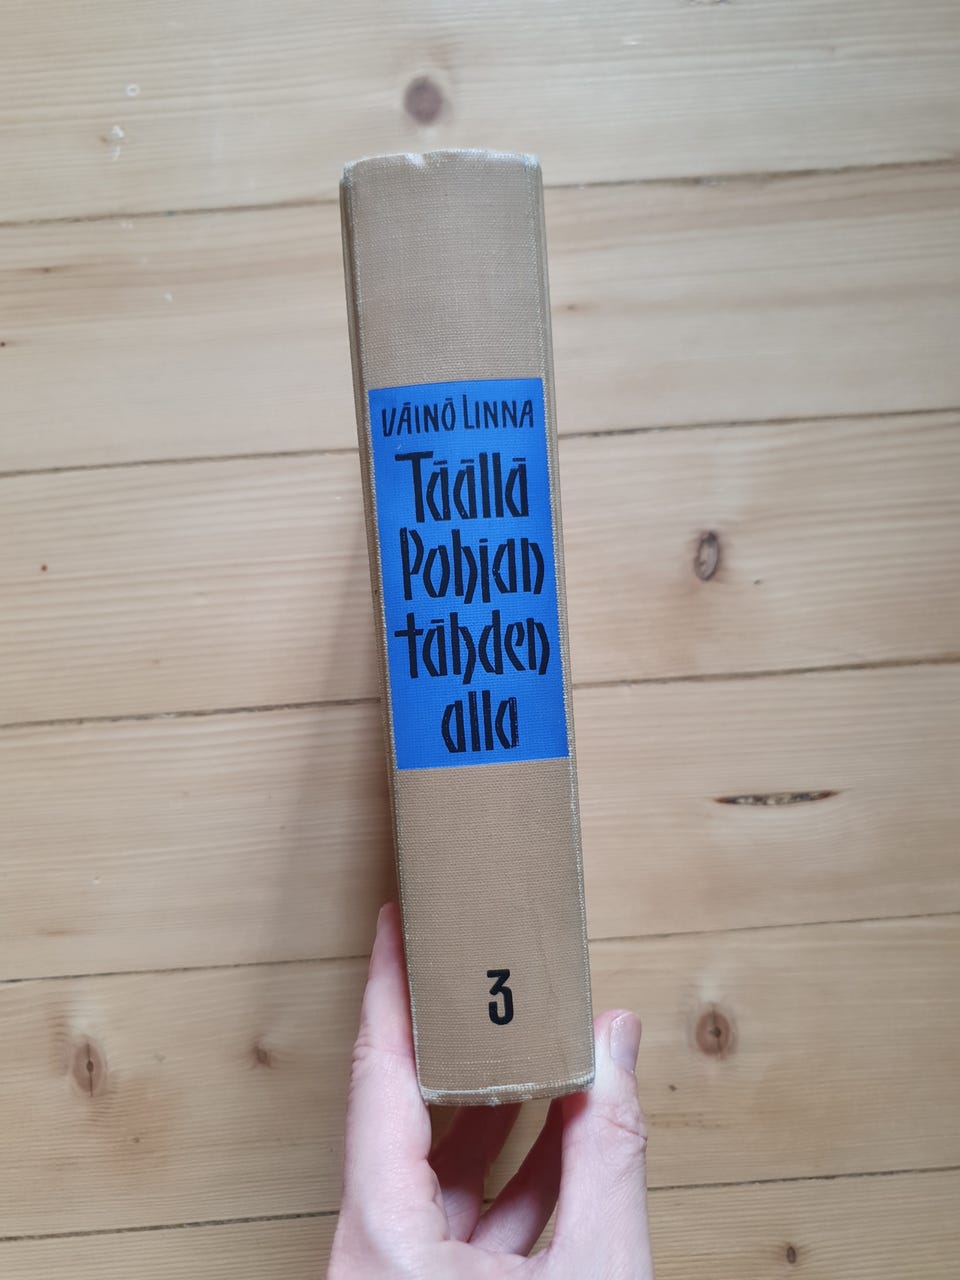 VÄINÖ LINNA
Täällä
Pohjan
tähden
alla
3